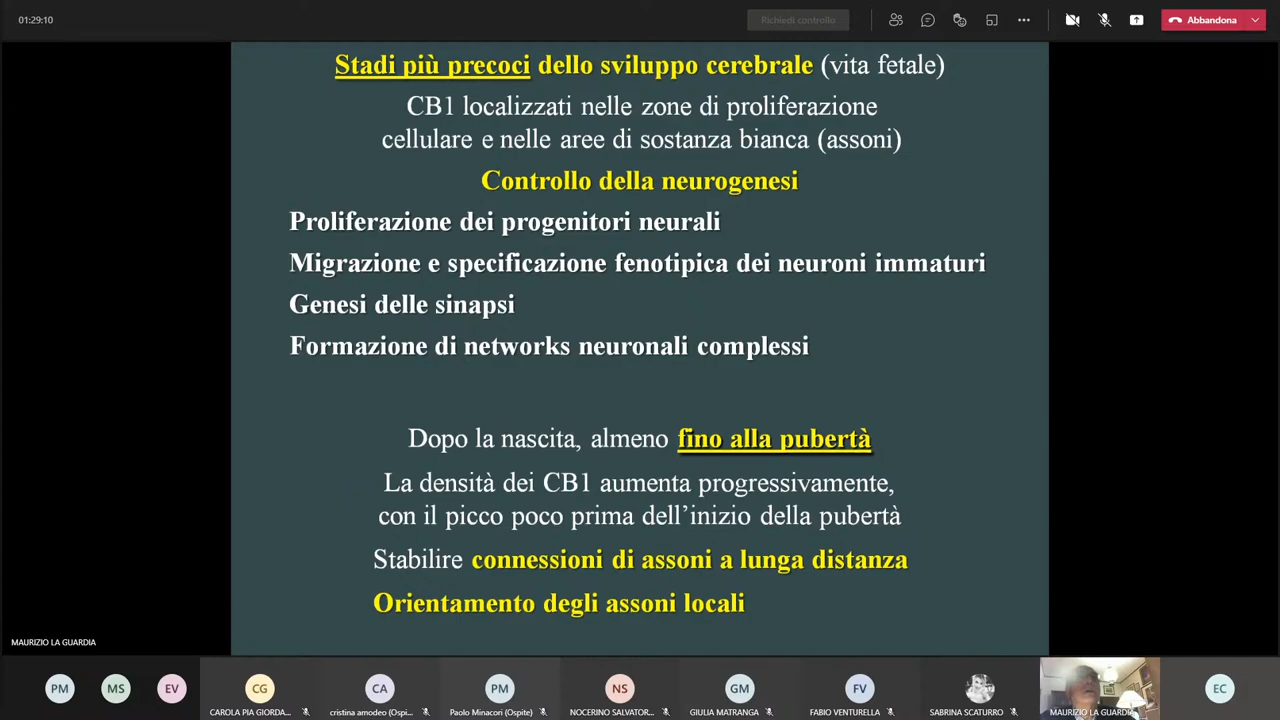 01:29:10
Richiedi controllo
Abbandona
Stadi più precoci dello sviluppo cerebrale (vita fetale)
CB1 localizzati nelle zone di proliferazione
cellulare e nelle aree di sostanza bianca (assoni)
Controllo della neurogenesi
Proliferazione dei progenitori neurali
Migrazione e specificazione fenotipica dei neuroni immaturi
Genesi delle sinapsi
Formazione di networks neuronali complessi
Dopo la nascita, almeno fino alla pubertà
La densità dei CB1 aumenta progressivamente,
con il picco poco prima dell’inizio della pubertà
Stabilire connessioni di assoni a lunga distanza
Orientamento degli assoni locali
MAURIZIO LA GUARDIA
PM
MS
EV
CG
CAROLA PIA GIORDA...
CA
cristina amodeo (Ospi...
PM
Paolo Minacori (Ospite)
NS
NOCERINO SALVATOR...
GM
GIULIA MATRANGA
FV
FABIO VENTURELLA
SABRINA SCATURRO
MAURIZIO LA GUARDIA
EC